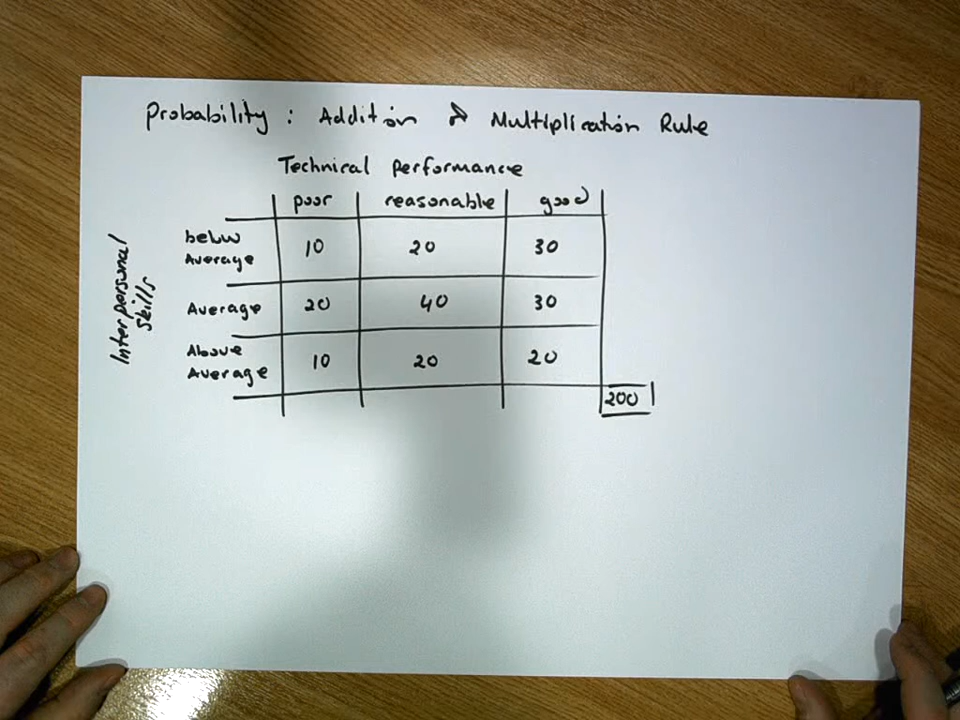 Probability : Addition & Multiplication Rule
Technical Performance
poor reasonable good
Interpersonal
Skills
below
Average
10 20 30
Average 20 40 30
Above
Average
10 20 20
200